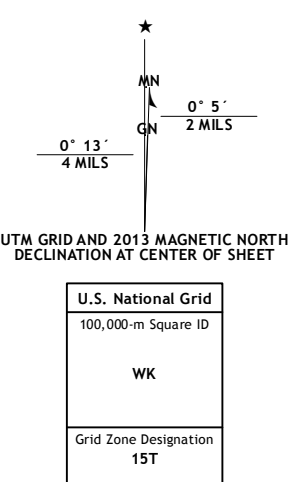 MN
0° 5´
GN
2 MILS
0° 13´
4 MILS
UTM GRID AND 2013 MAGNETIC NORTH
DECLINATION AT CENTER OF SHEET
U.S. National Grid
100,000-m Square ID
WK
Grid Zone Designation
15T